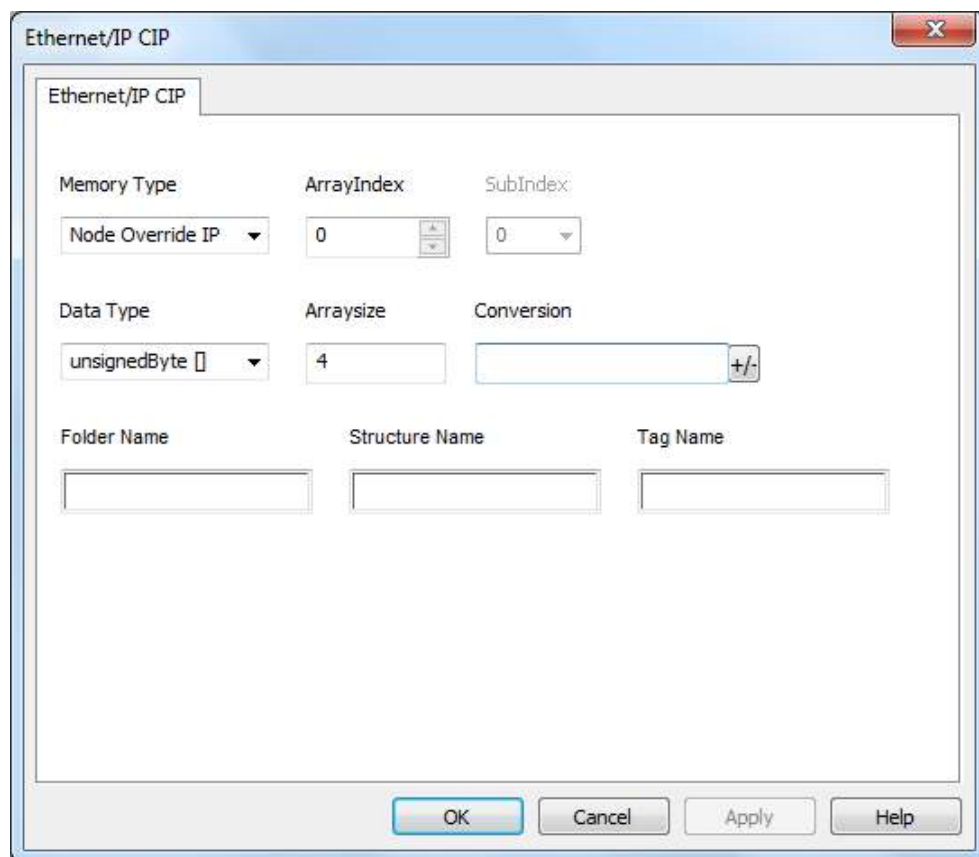 Ethernet/IP CIP
Ethernet/IP CIP
Memory Type ArrayIndex SubIndex
Node Override IP 0 0
Data Type Arraysize Conversion
unsignedByte [] 4 +/-
Folder Name Structure Name Tag Name
OK Cancel Apply Help